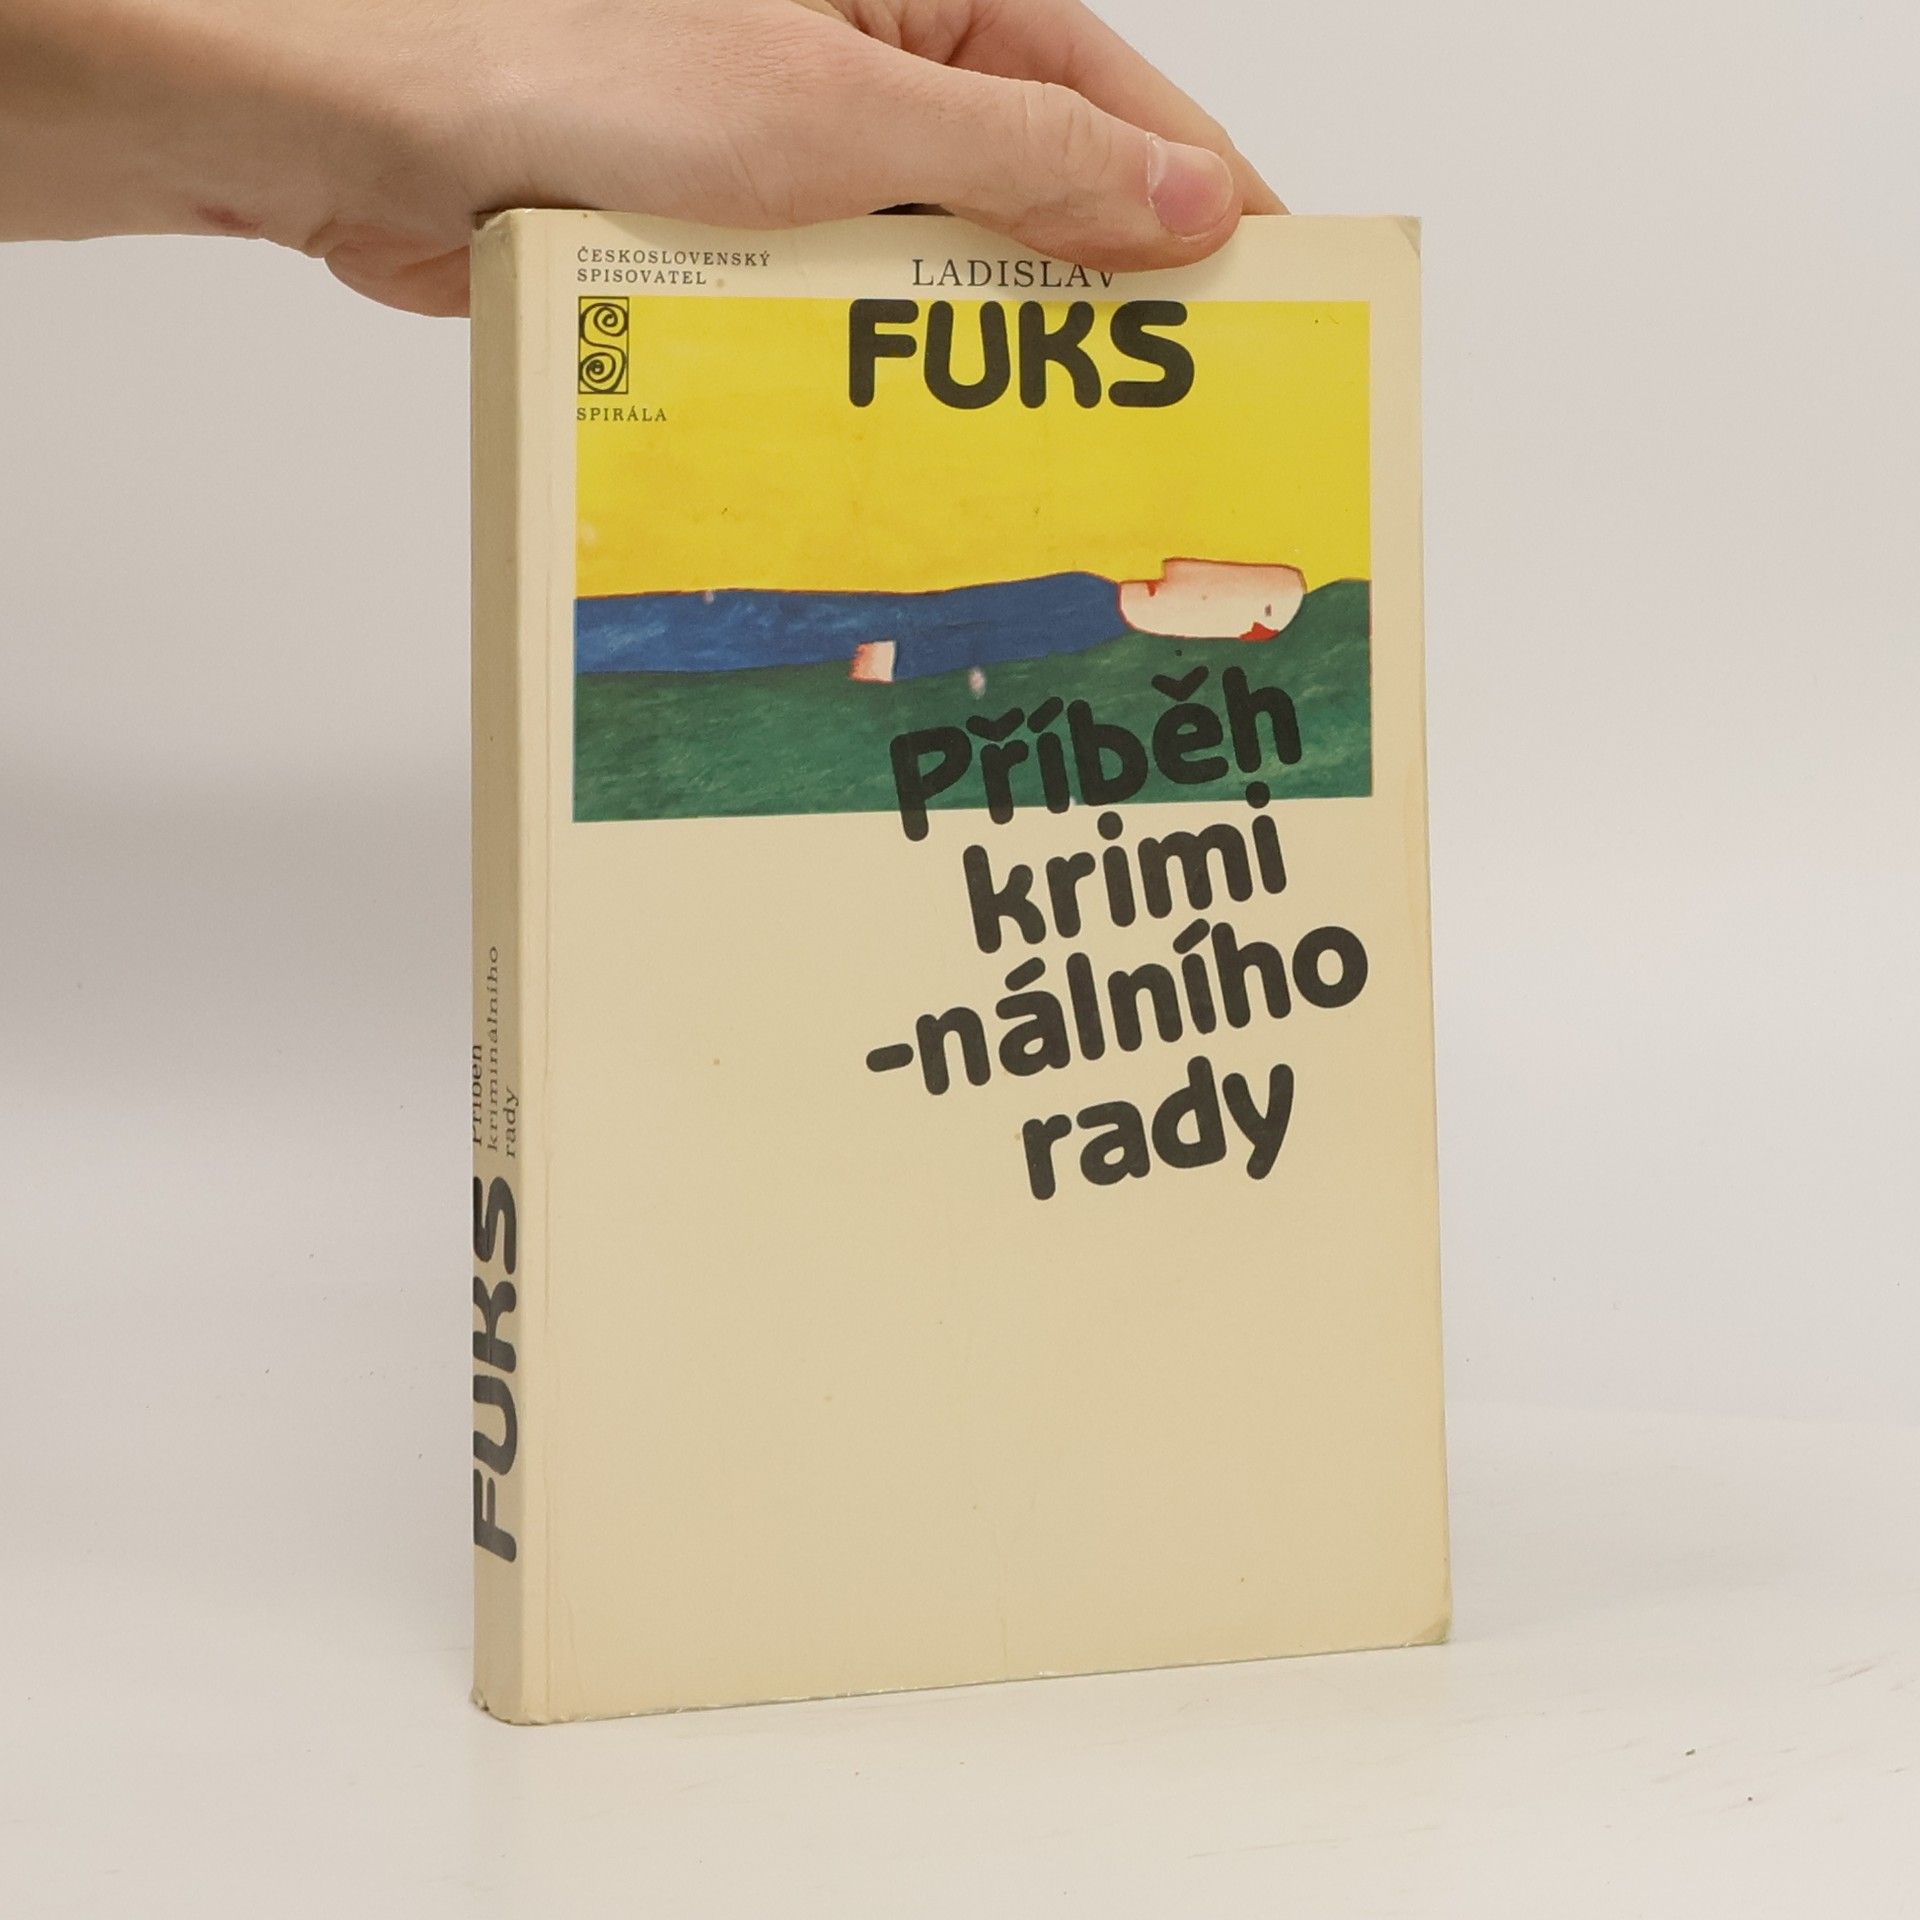 ČESKOSLOVENSKÝ
SPISOVATEL
SPIRÁLA
LADISLAV
FUKS
Příběh
krimi
-nálního
rady
FUKS
Příběh
kriminálního
rady